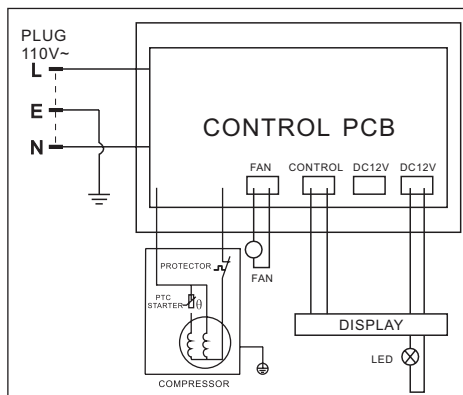 PLUG
110V~
L
E
N
CONTROL PCB
FAN CONTROL DC12V DC12V
PROTECTOR
FAN
PTC
STARTER θ
DISPLAY
LED
COMPRESSOR